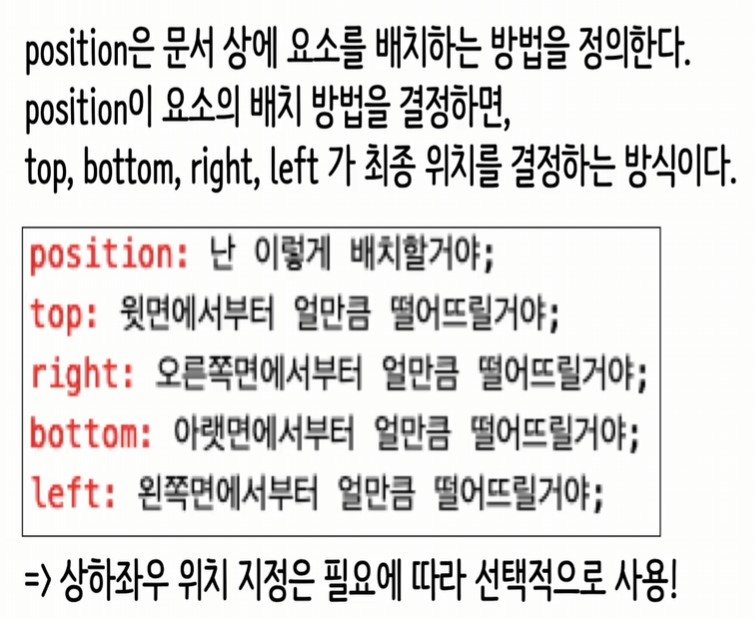 position은 문서 상에 요소를 배치하는 방법을 정의한다.
position이 요소의 배치 방법을 결정하면,
top, bottom, right, left 가 최종 위치를 결정하는 방식이다.
position: 난 이렇게 배치할거야;
top: 윗면에서부터 얼만큼 떨어뜨릴거야;
right: 오른쪽면에서부터 얼만큼 떨어뜨릴거야;
bottom: 아랫면에서부터 얼만큼 떨어뜨릴거야;
left: 왼쪽면에서부터 얼만큼 떨어뜨릴거야;
=> 상하좌우 위치 지정은 필요에 따라 선택적으로 사용!